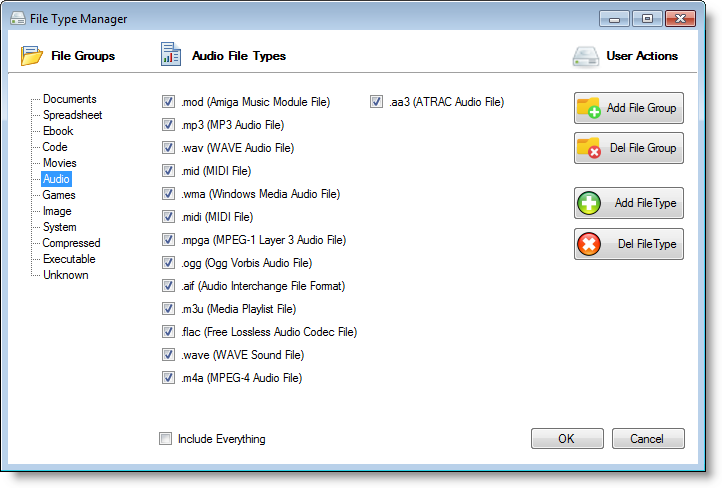 File Type Manager
File Groups
Audio File Types
User Actions
Documents
Spreadsheet
Ebook
Code
Movies
Audio
Games
Image
System
Compressed
Executable
Unknown
.mod (Amiga Music Module File)
.mp3 (MP3 Audio File)
.wav (WAVE Audio File)
.mid (MIDI File)
.wma (Windows Media Audio File)
.midi (MIDI File)
.mpga (MPEG-1 Layer 3 Audio File)
.ogg (Ogg Vorbis Audio File)
.aif (Audio Interchange File Format)
.m3u (Media Playlist File)
.flac (Free Lossless Audio Codec File)
.wave (WAVE Sound File)
.m4a (MPEG-4 Audio File)
.aa3 (ATRAC Audio File)
Add File Group
Del File Group
Add FileType
Del FileType
Include Everything
OK
Cancel